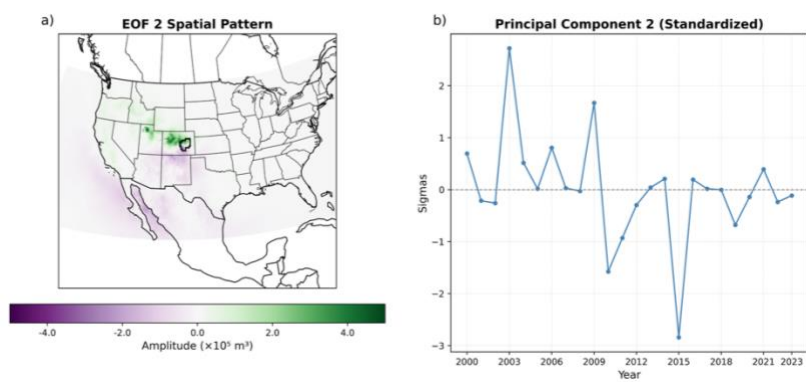 a)
EOF 2 Spatial Pattern
-4.0 -2.0 0.0 2.0 4.0
Amplitude (×10⁵ m³)
b)
Principal Component 2 (Standardized)
2
1
0
−1
−2
−3
Sigmas
2000 2003 2006 2009 2012 2015 2018 2021 2023
Year